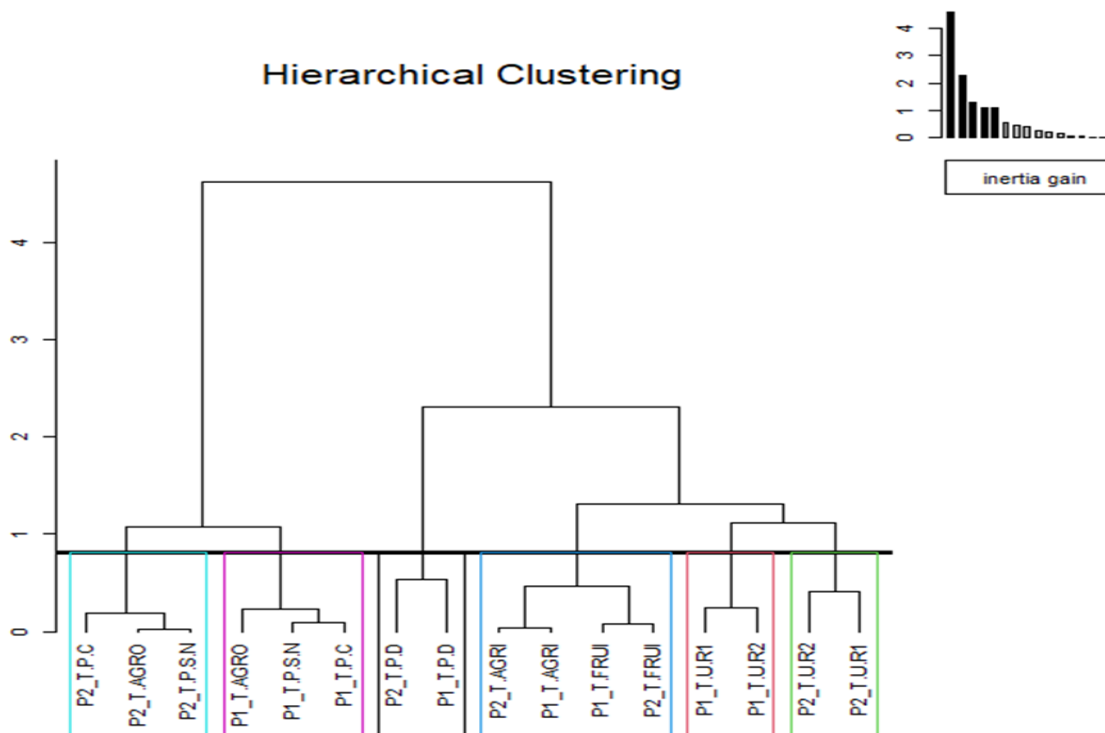 Hierarchical Clustering
4
3
2
1
0
inertia gain
4
3
2
1
0
P2_T.P.C
P2_T.AGRO
P2_T.P.S.N
P1_T.AGRO
P1_T.P.S.N
P1_T.P.C
P2_T.P.D
P1_T.P.D
P2_T.AGRI
P1_T.AGRI
P1_T.FRUI
P2_T.FRUI
P1_T.U.R1
P1_T.U.R2
P2_T.U.R2
P2_T.U.R1